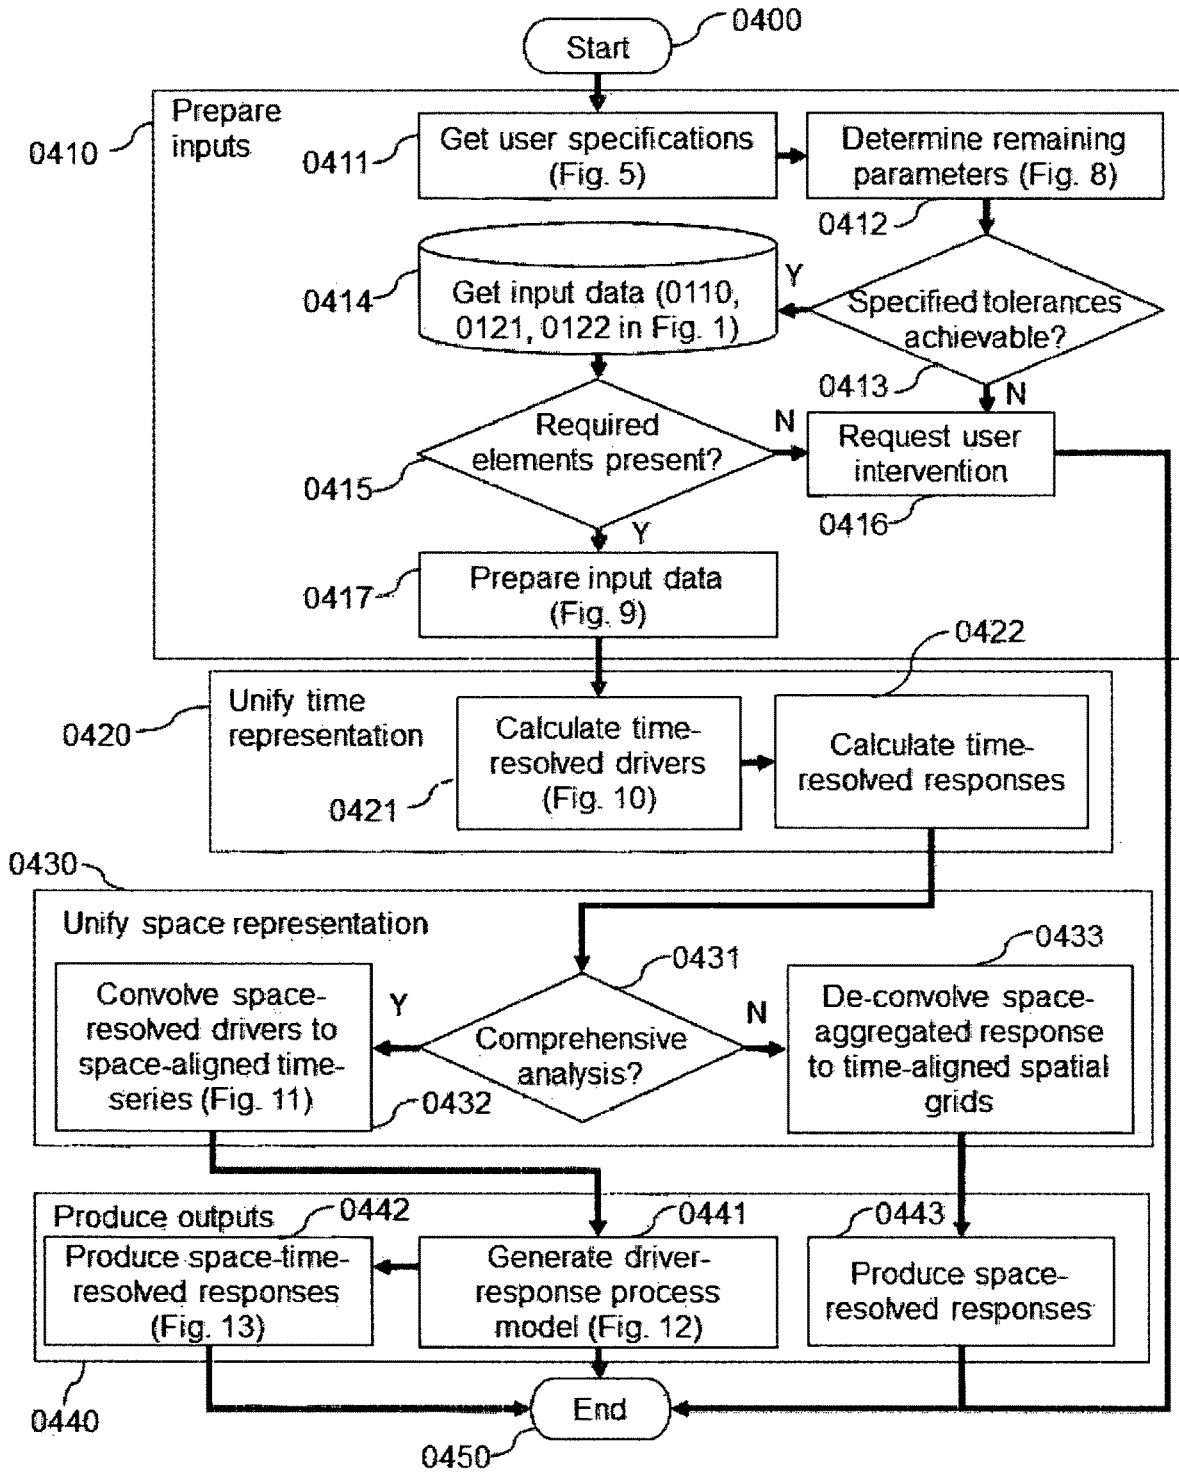 0400
Start
Prepare
inputs
0410
0411
Get user specifications
(Fig. 5)
Determine remaining
parameters (Fig. 8)
0412
0414
Get input data (0110,
0121, 0122 in Fig. 1)
Y
Specified tolerances
achievable?
0413
N
Required
elements present?
0415
N
Request user
intervention
0416
Y
0417
Prepare input data
(Fig. 9)
0422
Unify time
representation
0420
Calculate time-
resolved drivers
(Fig. 10)
0421
Calculate time-
resolved responses
0430
Unify space representation
0431
0433
Convolve space-
resolved drivers to
space-aligned time-
series (Fig. 11)
0432
Y
Comprehensive
analysis?
N
De-convolve space-
aggregated response
to time-aligned spatial
grids
Produce outputs
0442
0441
0443
Produce space-time-
resolved responses
(Fig. 13)
Generate driver-
response process
model (Fig. 12)
Produce space-
resolved responses
0440
End
0450